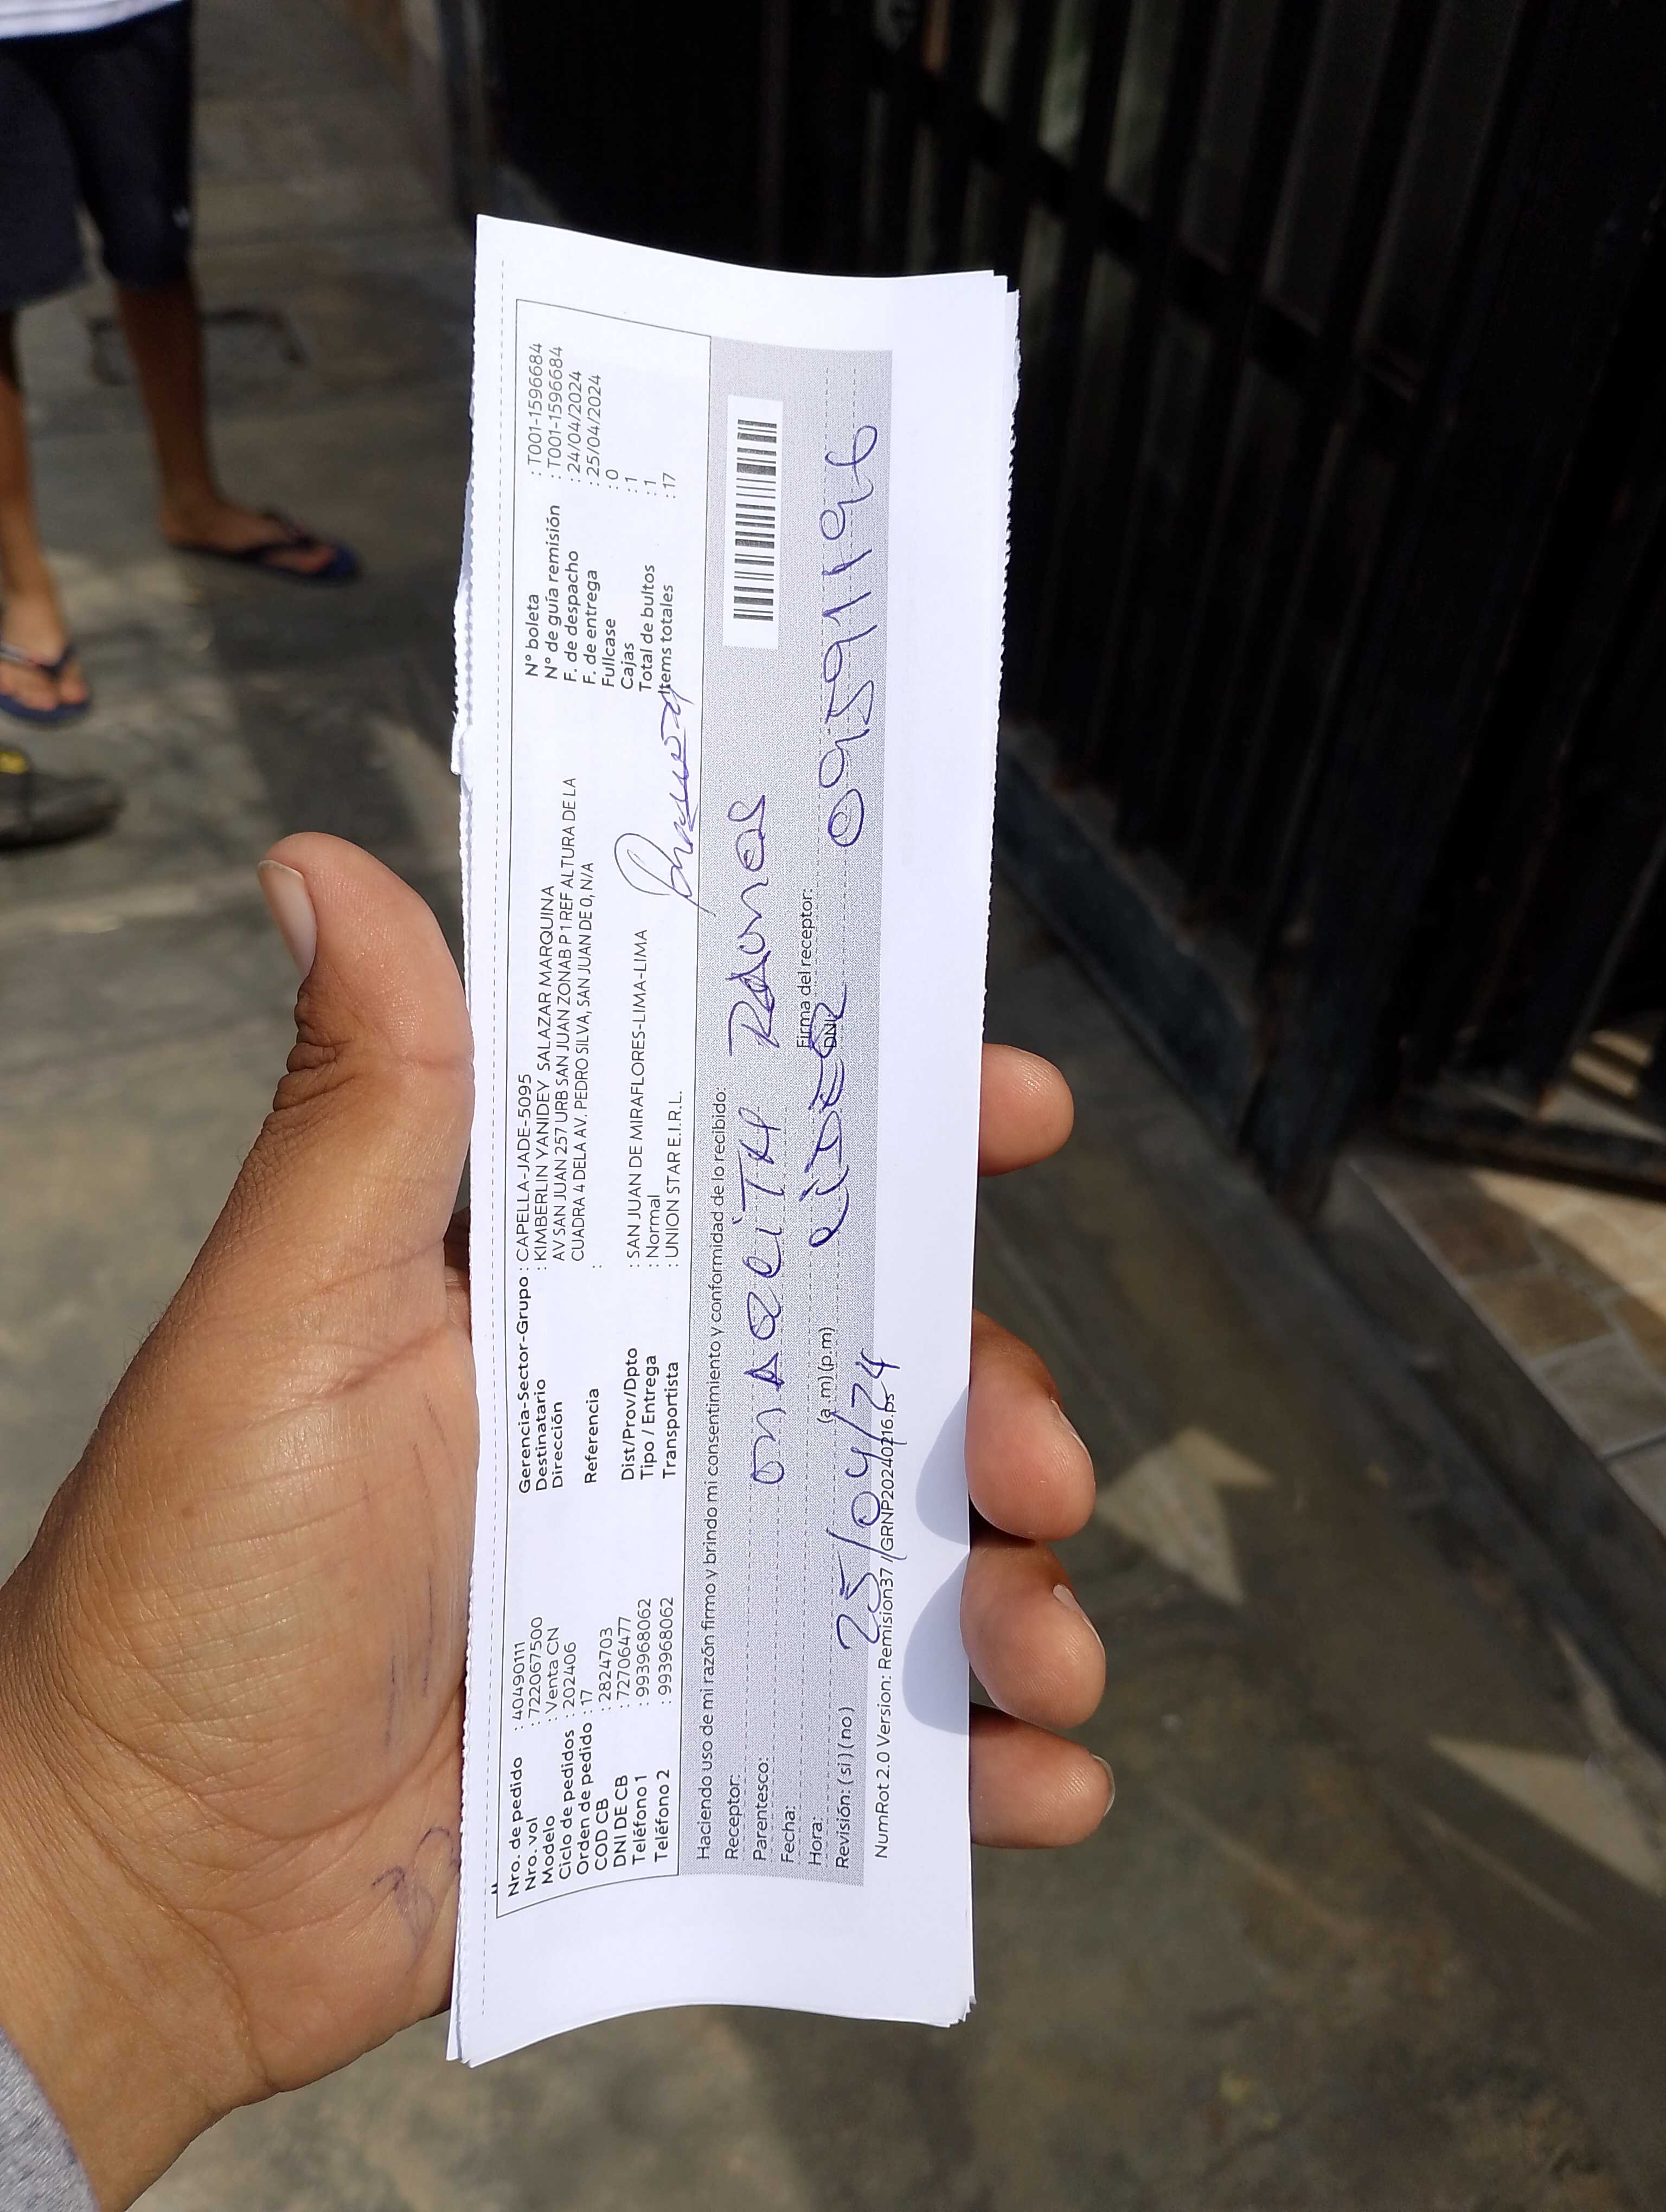 Nro. de pedido : 40490111
Nro. vol : 722067500
Modelo : Venta CN
Ciclo de pedidos : 202406
Orden de pedido : 17
COD CB : 2824703
DNI DE CB : 72706477
Teléfono 1 : 993968062
Teléfono 2 : 993968062
Gerencia-Sector-Grupo : CAPELLA-JADE-5095
Destinatario : KIMBERLIN YANIDEY SALAZAR MARQUINA
Dirección AV SAN JUAN 257 URB SAN JUAN ZONAB P 1 REF ALTURA DE LA
CUADRA 4 DELA AV. PEDRO SILVA, SAN JUAN DE 0, N/A
Referencia :
Dist/Prov/Dpto : SAN JUAN DE MIRAFLORES-LIMA-LIMA
Tipo / Entrega : Normal
Transportista : UNION STAR E.I.R.L.
N° boleta : T001-1596684
N° de guía remisión : T001-1596684
F. de despacho : 24/04/2024
F. de entrega : 25/04/2024
Fullcase : 0
Cajas : 1
Total de bultos : 1
Items totales : 17
Haciendo uso de mi razón firmo y brindo mi consentimiento y conformidad de lo recibido:
Receptor: RAMOS
Parentesco: LiDER
Firma del receptor:
Fecha: 25/04/24
DNI: 09591196
Hora: (a.m)(p.m)
Revisión: (si) (no)
NumRot 2.0 Version: Remision37 /GRNP20240216.ps